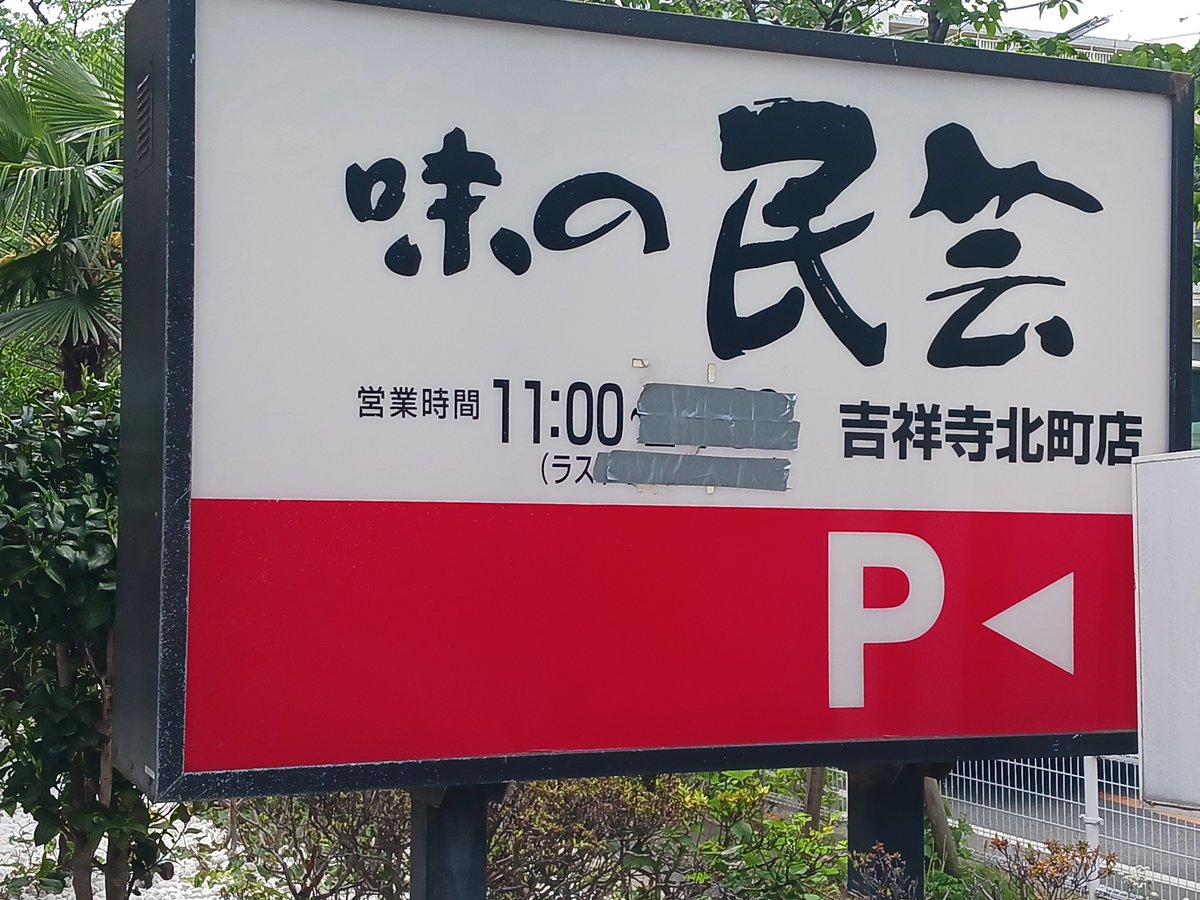 味の民芸
営業時間 11:00~
(ラス
吉祥寺北町店
P